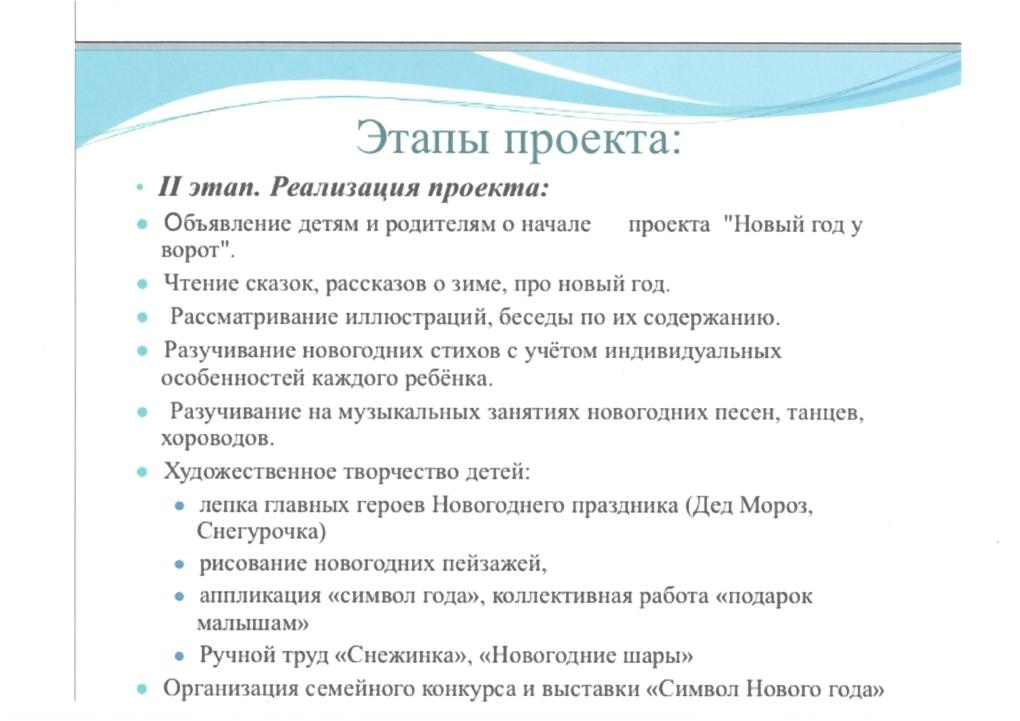 Этапы проекта:
• II этап. Реализация проекта:
• Объявление детям и родителям о начале проекта "Новый год у
ворот".
• Чтение сказок, рассказов о зиме, про новый год.
• Рассматривание иллюстраций, беседы по их содержанию.
• Разучивание новогодних стихов с учётом индивидуальных
особенностей каждого ребёнка.
• Разучивание на музыкальных занятиях новогодних песен, танцев,
хороводов.
• Художественное творчество детей:
• лепка главных героев Новогоднего праздника (Дед Мороз,
Снегурочка)
• рисование новогодних пейзажей,
• аппликация «символ года», коллективная работа «подарок
малышам»
• Ручной труд «Снежинка», «Новогодние шары»
• Организация семейного конкурса и выставки «Символ Нового года»